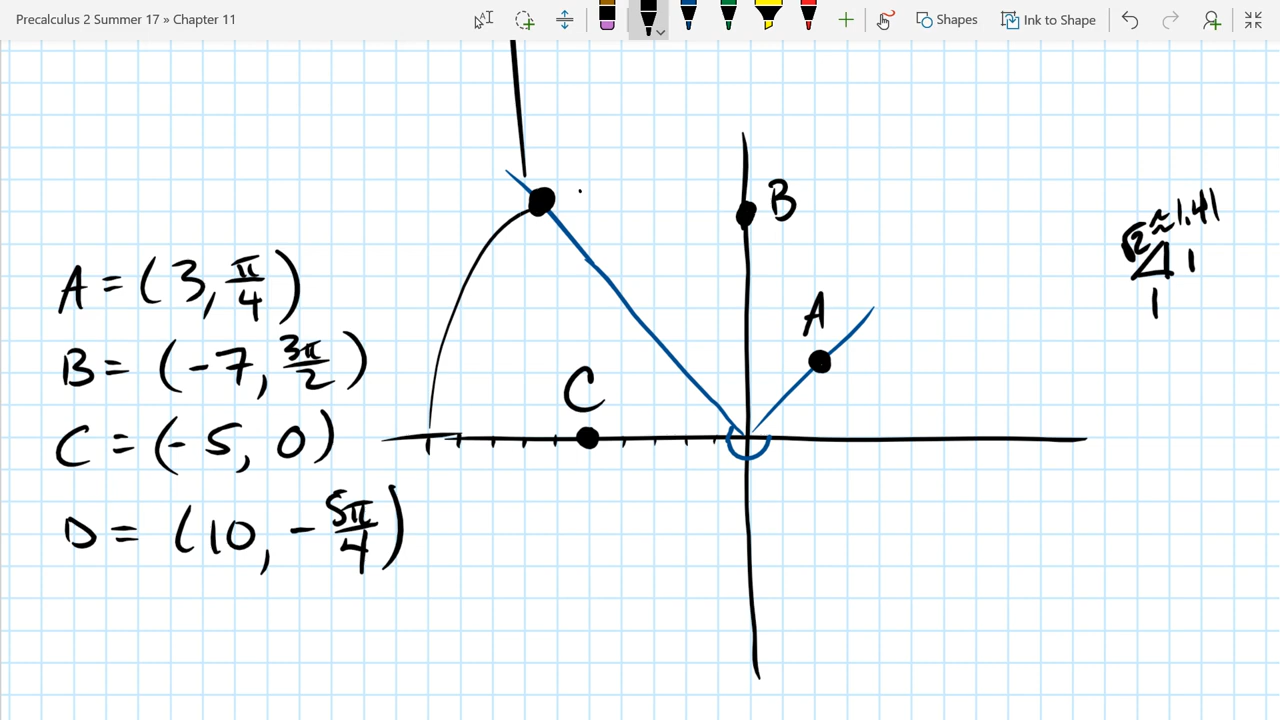 Precalculus 2 Summer 17 » Chapter 11
Shapes
Ink to Shape
B
√2 ≈ 1.41
1
1
A
A = (3, π/4)
B = (-7, 3π/2)
C
C = (-5, 0)
D = (10, -5π/4)